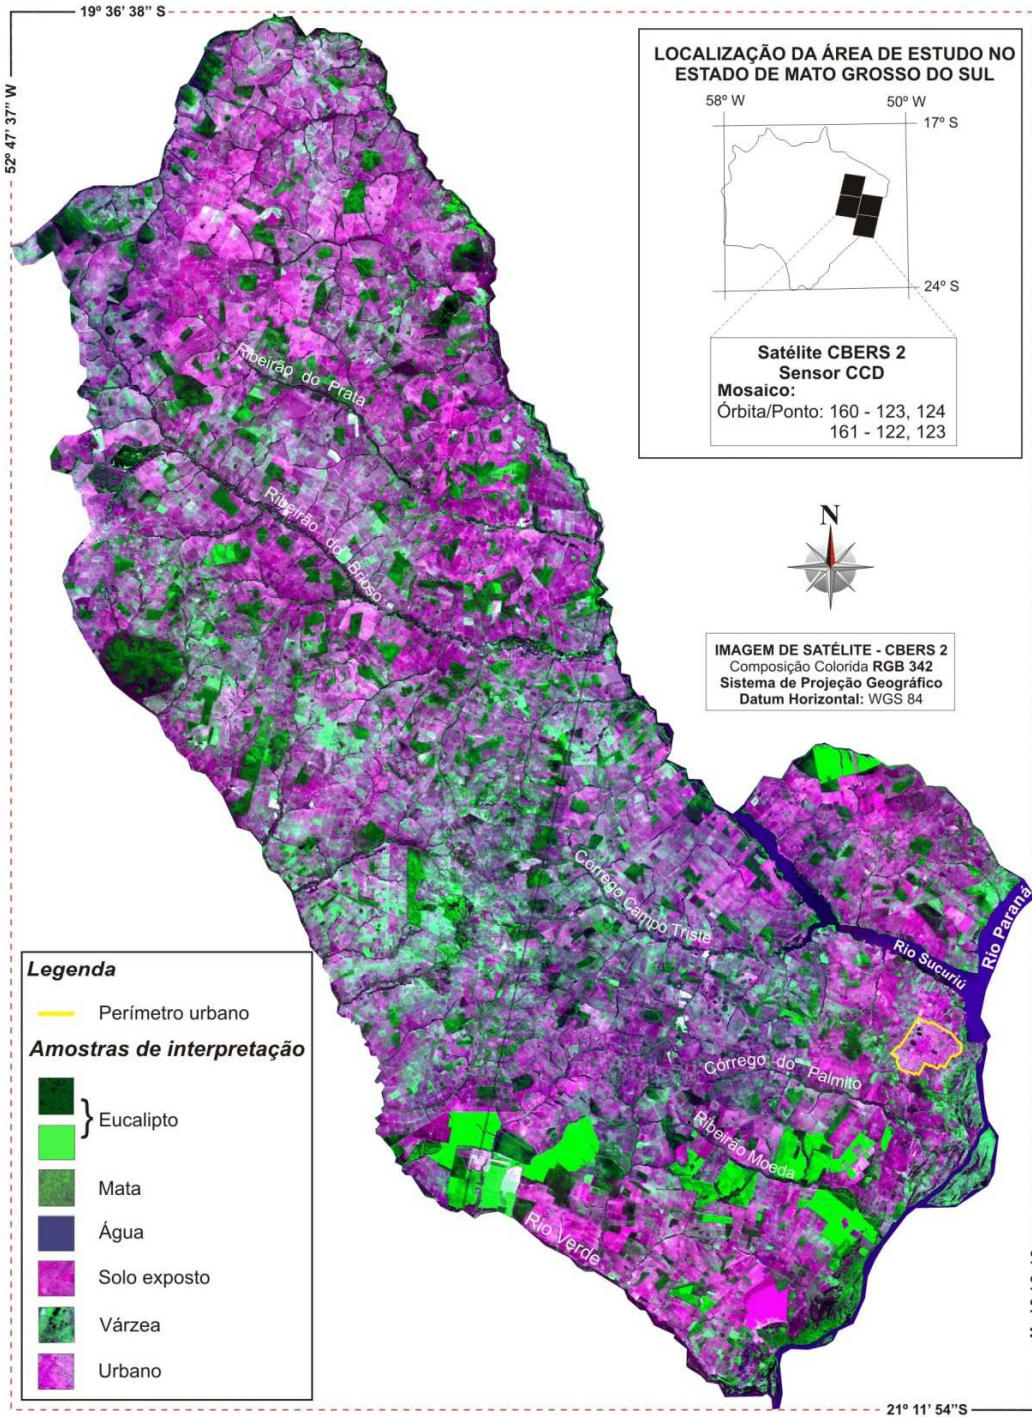 19º 36' 38” S
52º 47' 37” W
LOCALIZAÇÃO DA ÁREA DE ESTUDO NO
ESTADO DE MATO GROSSO DO SUL
58º W
50º W
17º S
24º S
Satélite CBERS 2
Sensor CCD
Mosaico:
Órbita/Ponto: 160 - 123, 124
161 - 122, 123
N
IMAGEM DE SATÉLITE - CBERS 2
Composição Colorida RGB 342
Sistema de Projeção Geográfico
Datum Horizontal: WGS 84
Ribeirão do Prata
Ribeirão do Brioso
Córrego Campo Triste
Rio Sucuriú
Rio Paraná
Córrego do Palmito
Ribeirão Moeda
Rio Verde
Legenda
Perímetro urbano
Amostras de interpretação
Eucalipto
Mata
Água
Solo exposto
Várzea
Urbano
21º 11' 54”S